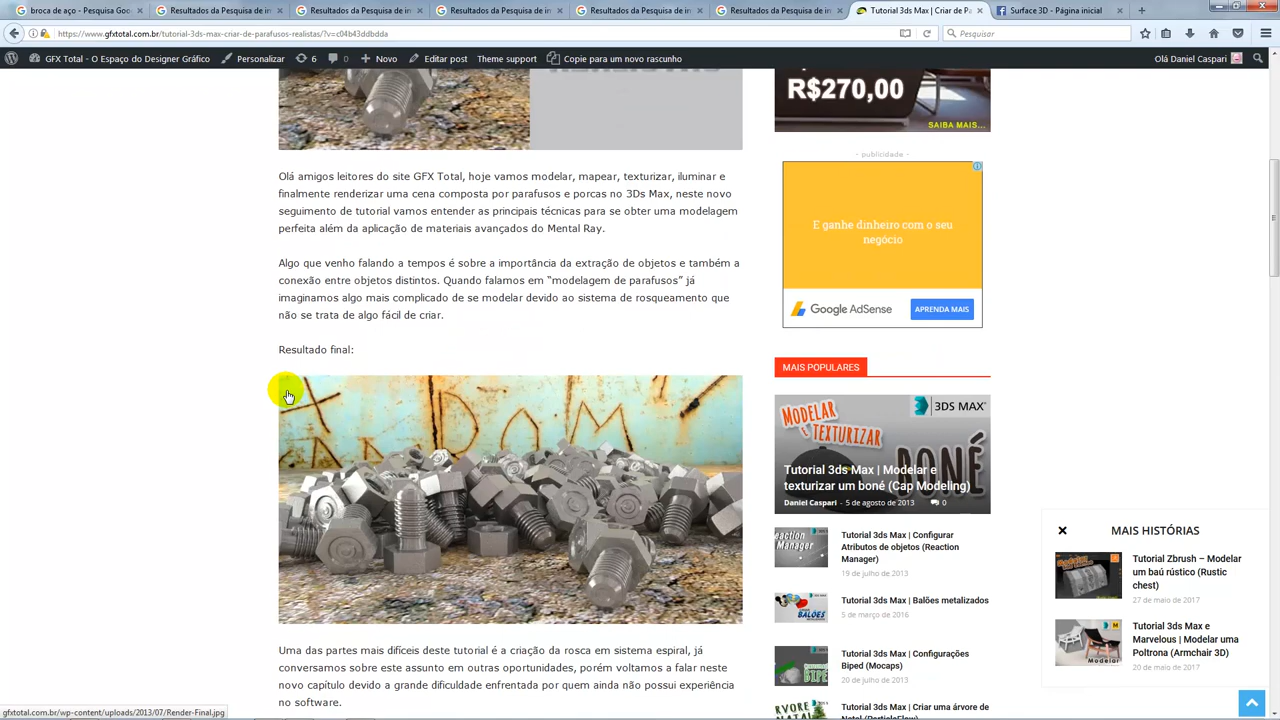 broca de aço - Pesquisa Goo
Resultados da Pesquisa de in
Resultados da Pesquisa de in
Resultados da Pesquisa de in
Resultados da Pesquisa de in
Resultados da Pesquisa de in
Tutorial 3ds Max | Criar de Pa
Surface 3D - Página inicial
https://www.gfxtotal.com.br/tutorial-3ds-max-criar-de-parafusos-realistas/?v=c04b43ddbdda
Pesquisar
GFX Total - O Espaço do Designer Gráfico
Personalizar
6
0
Novo
Editar post
Theme support
Copie para um novo rascunho
Olá Daniel Caspari
R$270,00
SAIBA MAIS...
- publicidade -
Olá amigos leitores do site GFX Total, hoje vamos modelar, mapear, texturizar, iluminar e
finalmente renderizar uma cena composta por parafusos e porcas no 3Ds Max, neste novo
seguimento de tutorial vamos entender as principais técnicas para se obter uma modelagem
perfeita além da aplicação de materiais avançados do Mental Ray.
Algo que venho falando a tempos é sobre a importância da extração de objetos e também a
conexão entre objetos distintos. Quando falamos em “modelagem de parafusos” já
imaginamos algo mais complicado de se modelar devido ao sistema de rosqueamento que
não se trata de algo fácil de criar.
Resultado final:
Uma das partes mais difíceis deste tutorial é a criação da rosca em sistema espiral, já
conversamos sobre este assunto em outras oportunidades, porém voltamos a falar neste
novo capítulo devido a grande dificuldade enfrentada por quem ainda não possui experiência
no software.
E ganhe dinheiro com o seu
negócio
Google AdSense
APRENDA MAIS
MAIS POPULARES
MODELAR
E TEXTURIZAR
3DS MAX
BONÉ
Tutorial 3ds Max | Modelar e
texturizar um boné (Cap Modeling)
Daniel Caspari - 5 de agosto de 2013
0
Tutorial 3ds Max | Configurar
Atributos de objetos (Reaction
Manager)
19 de julho de 2013
Tutorial 3ds Max | Balões metalizados
5 de março de 2016
Tutorial 3ds Max | Configurações
Biped (Mocaps)
20 de julho de 2013
Tutorial 3ds Max | Criar uma árvore de
Natal (ParticleFlow)
MAIS HISTÓRIAS
Tutorial Zbrush – Modelar
um baú rústico (Rustic
chest)
27 de maio de 2017
Tutorial 3ds Max e
Marvelous | Modelar uma
Poltrona (Armchair 3D)
20 de maio de 2017
gfxtotal.com.br/wp-content/uploads/2013/07/Render-Final.jpg